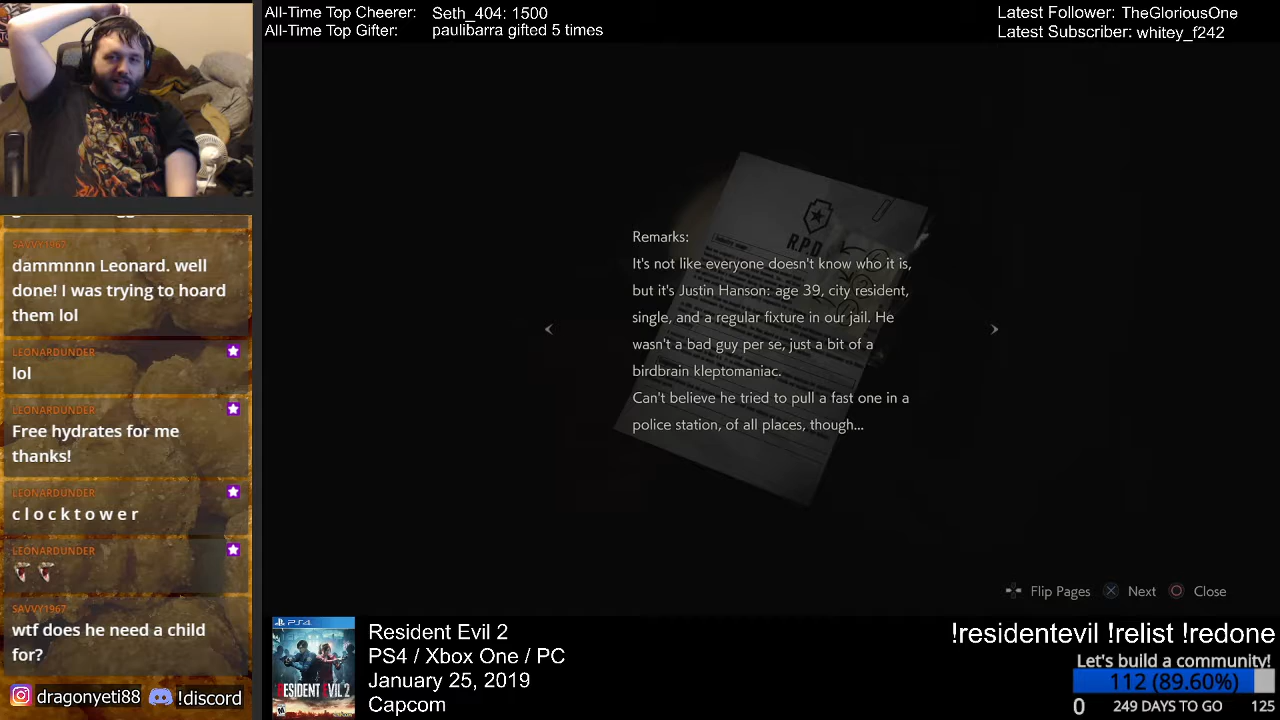 All-Time Top Cheerer: Seth_404: 1500
All-Time Top Gifter: paulibarra gifted 5 times
Latest Follower: TheGloriousOne
Latest Subscriber: whitey_f242
SAVVY1967
dammnnn Leonard. well
done! I was trying to hoard
them lol
LEONARDUNDER
lol
LEONARDUNDER
Free hydrates for me
thanks!
LEONARDUNDER
c l o c k t o w e r
LEONARDUNDER
SAVVY1967
wtf does he need a child
for?
dragonyeti88 !discord
R.P.D.
Remarks:
It's not like everyone doesn't know who it is,
but it's Justin Hanson: age 39, city resident,
single, and a regular fixture in our jail. He
wasn't a bad guy per se, just a bit of a
birdbrain kleptomaniac.
Can't believe he tried to pull a fast one in a
police station, of all places, though...
Flip Pages Next Close
PS4
RESIDENT EVIL 2
Resident Evil 2
PS4 / Xbox One / PC
January 25, 2019
Capcom
!residentevil !relist !redone
Let's build a community!
112 (89.60%)
0 249 DAYS TO GO 125